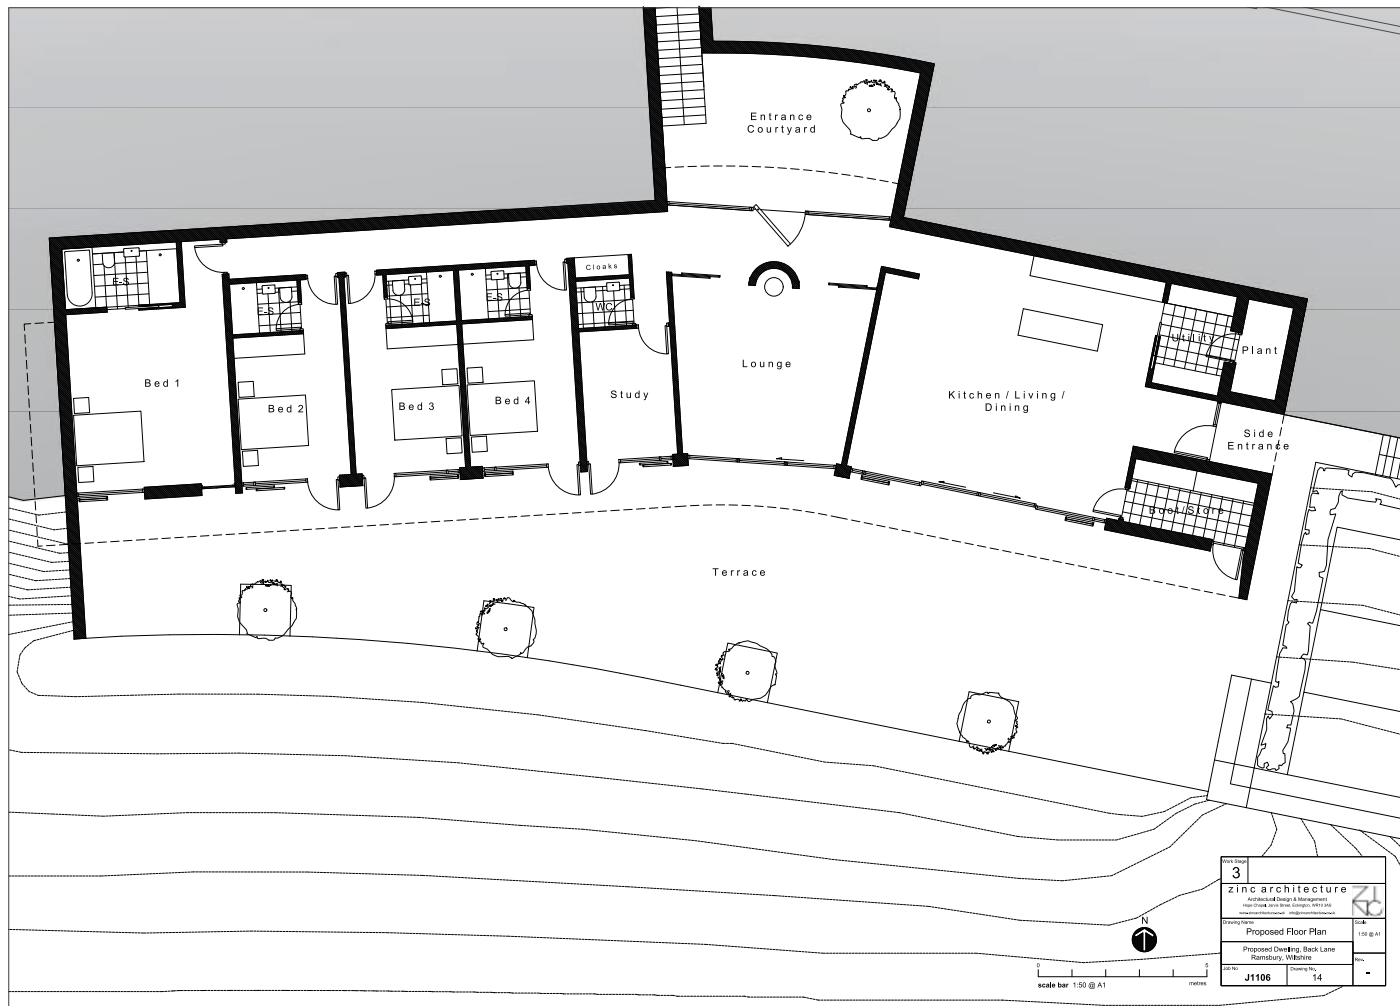 Entrance
Courtyard
Cloaks
E-S
E-S
E-S
E-S
WC
Utility
Plant
Lounge
Bed 1
Bed 2
Bed 3
Bed 4
Study
Kitchen / Living /
Dining
Side /
Entrance
Boot/Store
Terrace
N
0 5
scale bar 1:50 @ A1 metres
Work Stage
3
zinc architecture
Architectural Design & Management
ZINC
Drawing Name
Proposed Floor Plan
Scale
1:50 @ A1
Proposed Dwelling, Back Lane
Ramsbury, Wiltshire
Rev.
-
Job No
J1106
Drawing No.
14